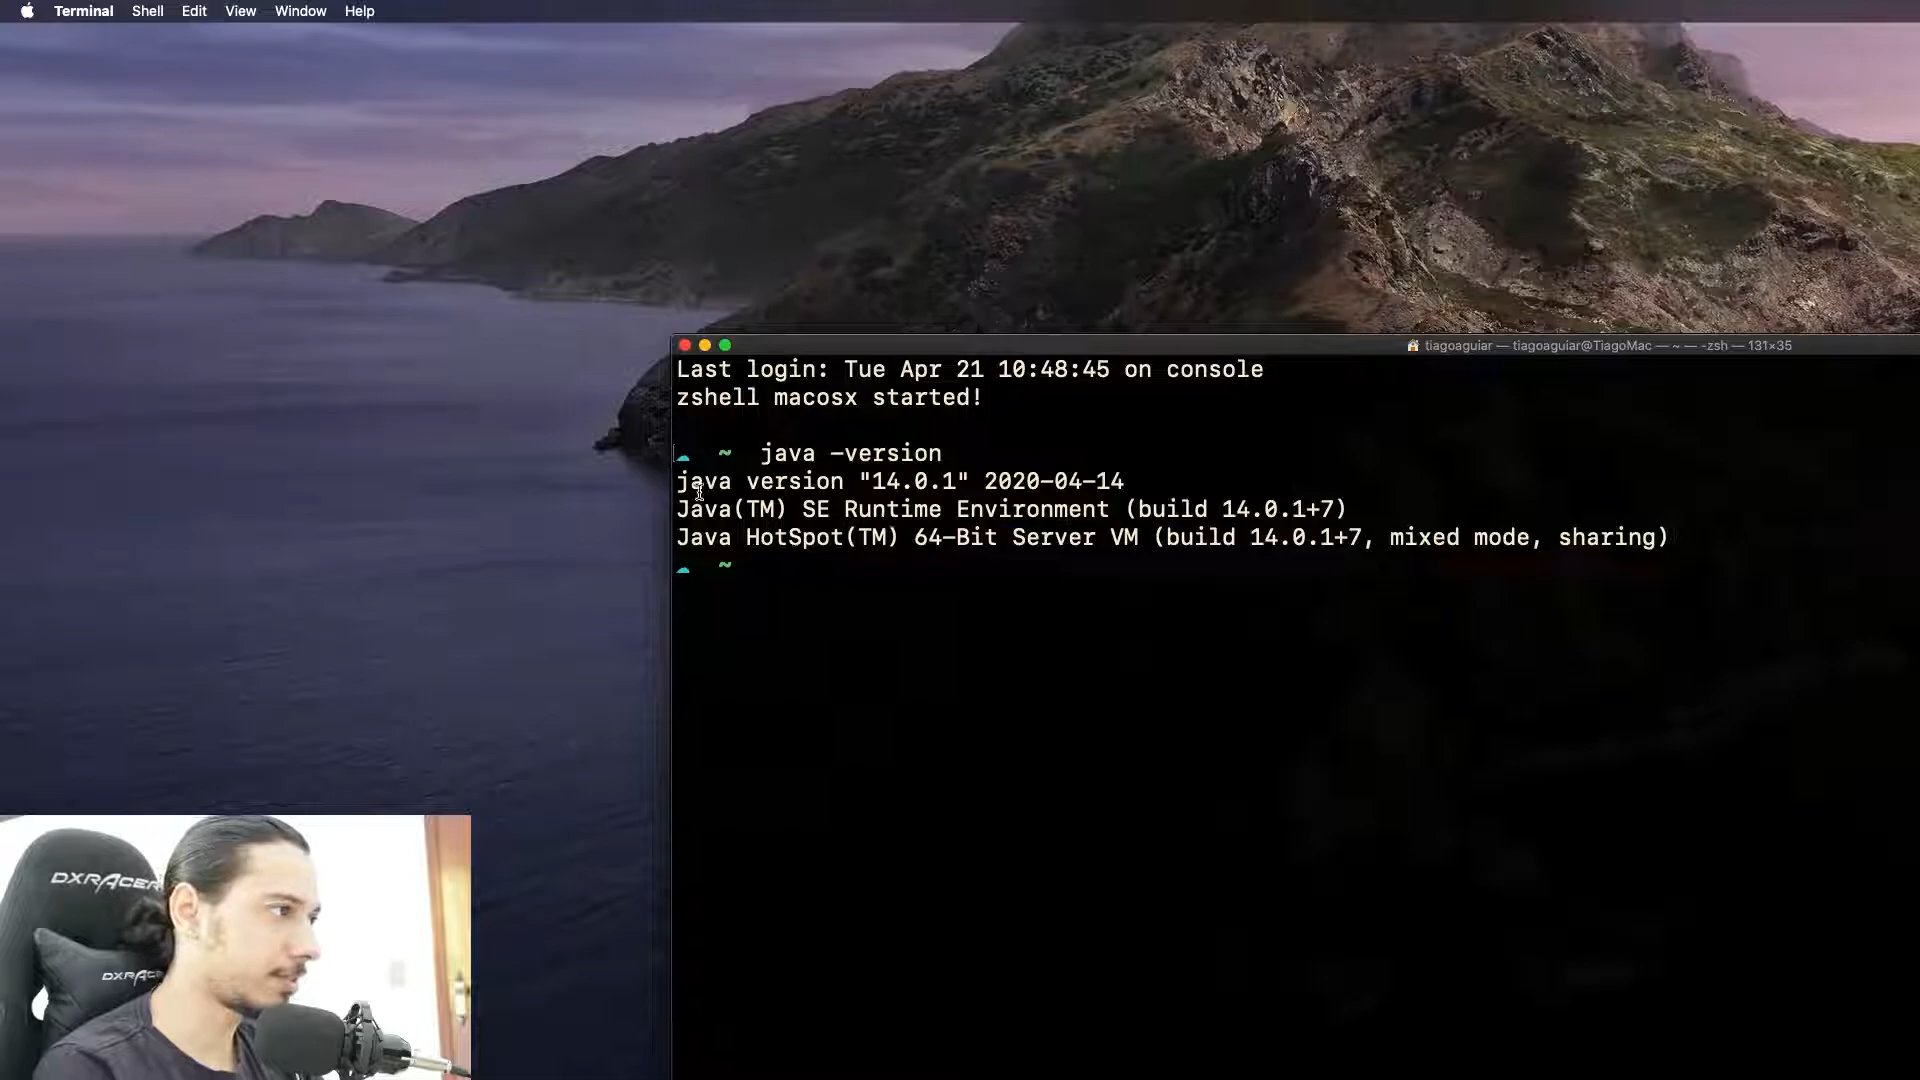 Terminal Shell Edit View Window Help
tiagoaguiar — tiagoaguiar@TiagoMac — ~ — -zsh — 131×35
Last login: Tue Apr 21 10:48:45 on console
zshell macosx started!
~ java -version
java version "14.0.1" 2020-04-14
Java(TM) SE Runtime Environment (build 14.0.1+7)
Java HotSpot(TM) 64-Bit Server VM (build 14.0.1+7, mixed mode, sharing)
~
DXRACER
DXRACE